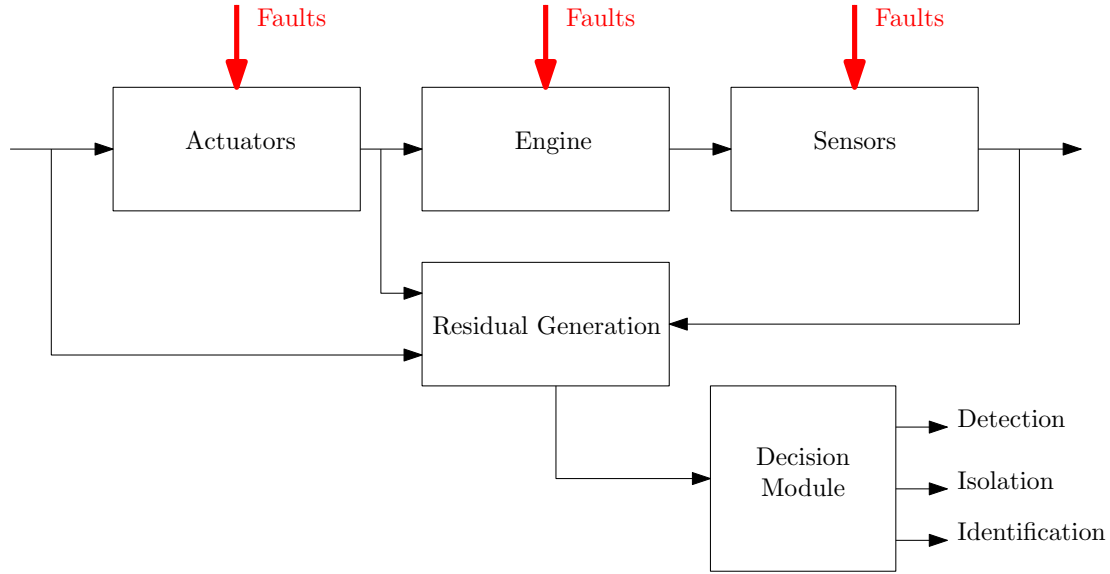 Faults
Faults
Faults
Actuators
Engine
Sensors
Residual Generation
Detection
Decision
Module
Isolation
Identification